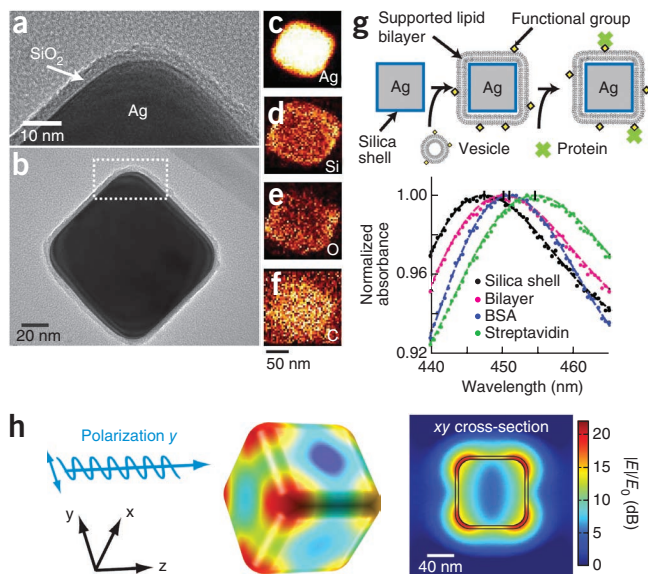 a
SiO2
Ag
10 nm
b
20 nm
c
Ag
d
Si
e
O
f
C
50 nm
g
Supported lipid
bilayer
Functional group
Ag
Ag
Ag
Silica
shell
Vesicle
Protein
Normalized
absorbance
1.00
0.96
0.92
Silica shell
Bilayer
BSA
Streptavidin
440
450
460
Wavelength (nm)
h
Polarization y
y
x
z
xy cross-section
40 nm
20
15
10
5
0
|E/E0| (dB)